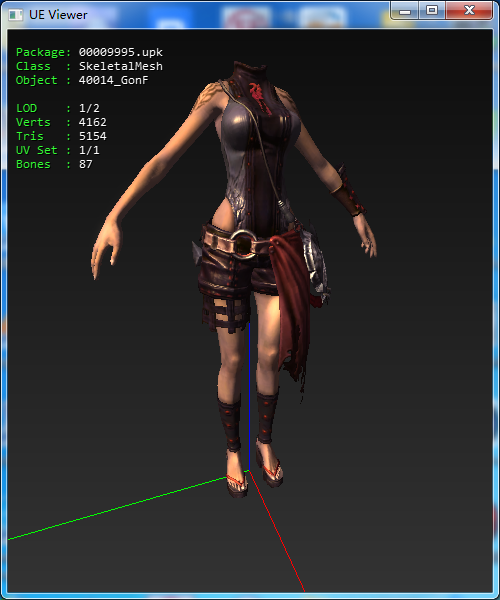 UE Viewer
Package: 00009995.upk
Class : SkeletalMesh
Object : 40014_GonF
LOD : 1/2
Verts : 4162
Tris : 5154
UV Set : 1/1
Bones : 87